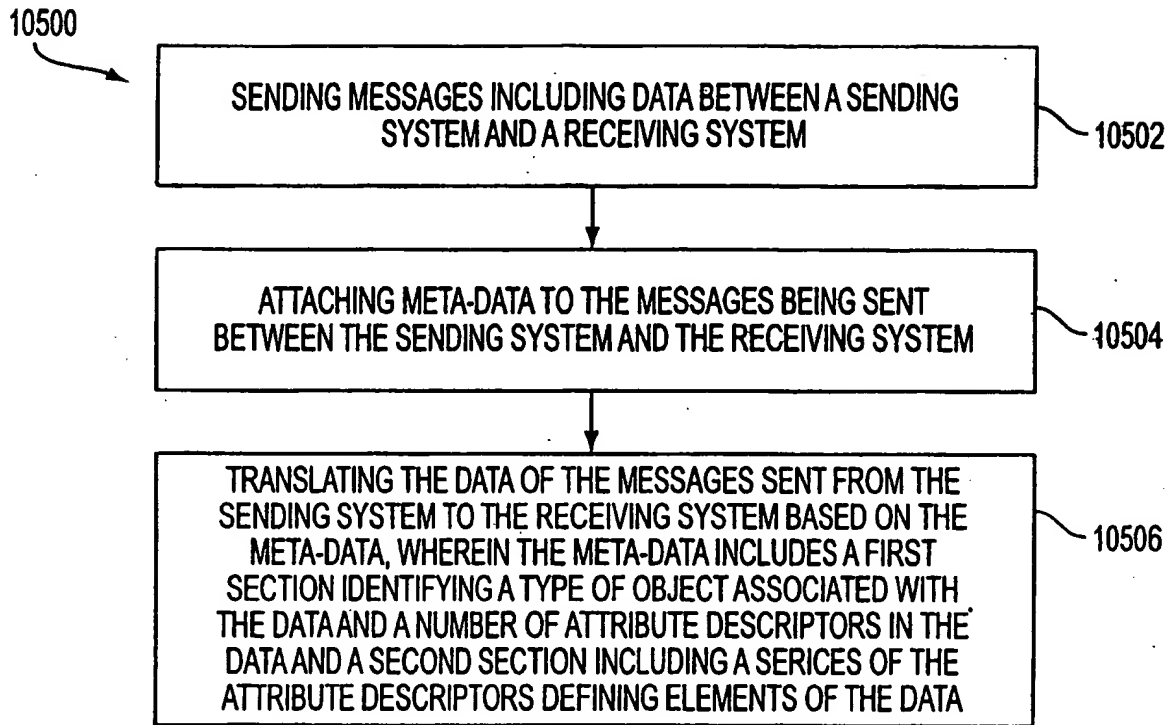 10500
SENDING MESSAGES INCLUDING DATA BETWEEN A SENDING
SYSTEM AND A RECEIVING SYSTEM
10502
ATTACHING META-DATA TO THE MESSAGES BEING SENT
BETWEEN THE SENDING SYSTEM AND THE RECEIVING SYSTEM
10504
TRANSLATING THE DATA OF THE MESSAGES SENT FROM THE
SENDING SYSTEM TO THE RECEIVING SYSTEM BASED ON THE
META-DATA, WHEREIN THE META-DATA INCLUDES A FIRST
SECTION IDENTIFYING A TYPE OF OBJECT ASSOCIATED WITH
THE DATA AND A NUMBER OF ATTRIBUTE DESCRIPTORS IN THE
DATA AND A SECOND SECTION INCLUDING A SERICES OF THE
ATTRIBUTE DESCRIPTORS DEFINING ELEMENTS OF THE DATA
10506